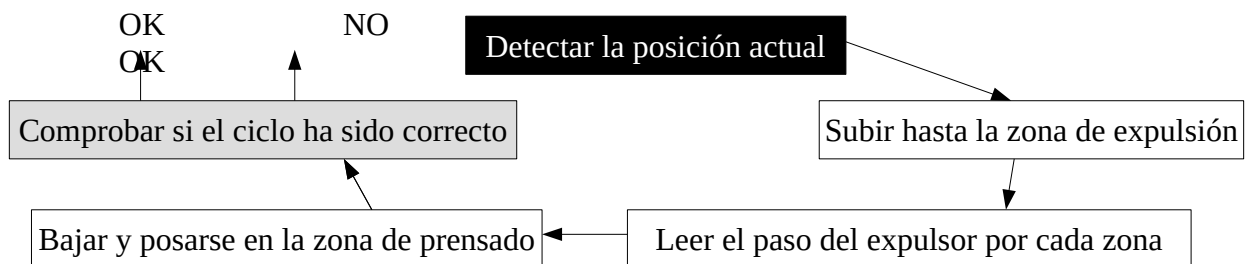 OK NO
OK
Detectar la posición actual
Comprobar si el ciclo ha sido correcto
Subir hasta la zona de expulsión
Bajar y posarse en la zona de prensado
Leer el paso del expulsor por cada zona